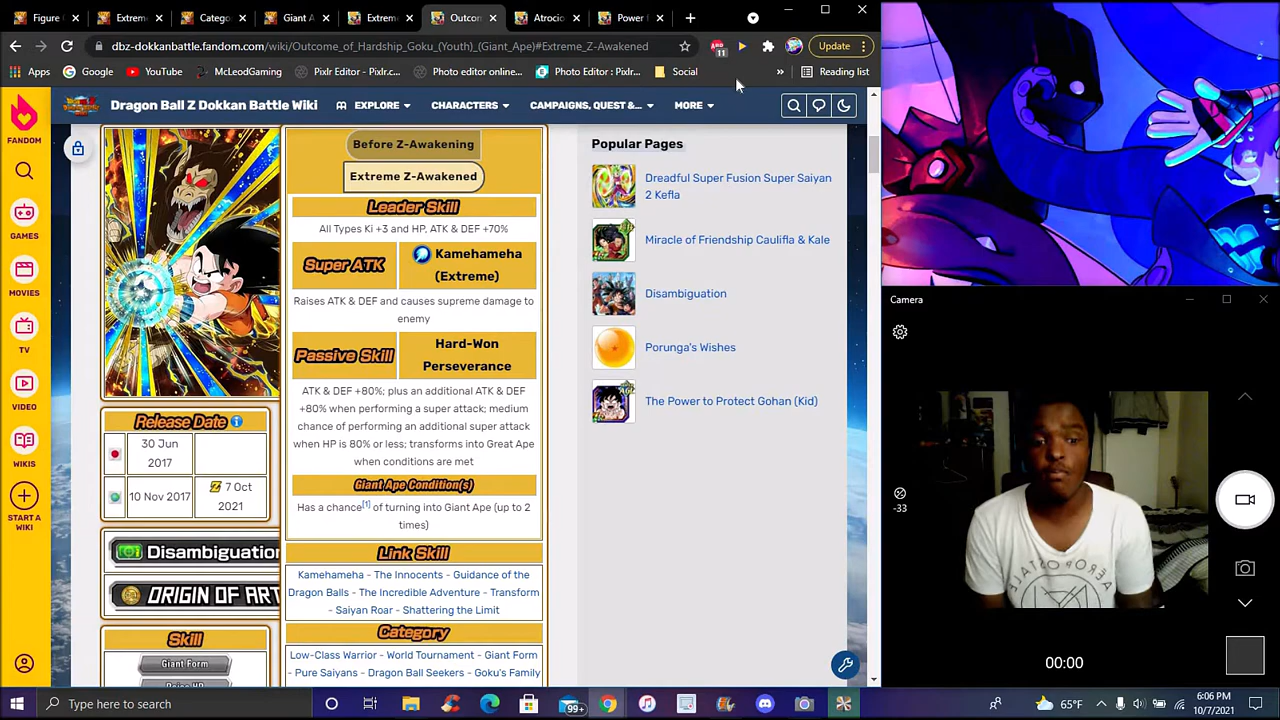 Figure
Extrem
Catego
Giant A
Extrem
Outcon
Atrocio
Power I
dbz-dokkanbattle.fandom.com/wiki/Outcome_of_Hardship_Goku_(Youth)_(Giant_Ape)#Extreme_Z-Awakened
11
Update
Apps
Google
YouTube
McLeodGaming
Pixlr Editor - Pixlr.c...
Photo editor online...
Photo Editor : Pixlr...
Social
»
Reading list
Dragon Ball Z Dokkan Battle Wiki
EXPLORE
CHARACTERS
CAMPAIGNS, QUEST &...
MORE
FANDOM
GAMES
MOVIES
TV
VIDEO
WIKIS
START A
WIKI
Before Z-Awakening
Extreme Z-Awakened
Leader Skill
All Types Ki +3 and HP, ATK & DEF +70%
Super ATK
Kamehameha
(Extreme)
Raises ATK & DEF and causes supreme damage to
enemy
Passive Skill
Hard-Won
Perseverance
ATK & DEF +80%; plus an additional ATK & DEF
+80% when performing a super attack; medium
chance of performing an additional super attack
when HP is 80% or less; transforms into Great Ape
when conditions are met
Giant Ape Condition(s)
Has a chance[1] of turning into Giant Ape (up to 2
times)
Link Skill
Kamehameha - The Innocents - Guidance of the
Dragon Balls - The Incredible Adventure - Transform
- Saiyan Roar - Shattering the Limit
Category
Low-Class Warrior - World Tournament - Giant Form
- Pure Saiyans - Dragon Ball Seekers - Goku's Family
Release Date
30 Jun
2017
10 Nov 2017
Z 7 Oct
2021
Disambiguation
ORIGIN OF ART
Skill
Giant Form
Popular Pages
Dreadful Super Fusion Super Saiyan
2 Kefla
Miracle of Friendship Caulifla & Kale
Disambiguation
Porunga's Wishes
The Power to Protect Gohan (Kid)
Camera
-33
AÉROPOSTALE
00:00
Type here to search
99+
65°F
6:06 PM
10/7/2021